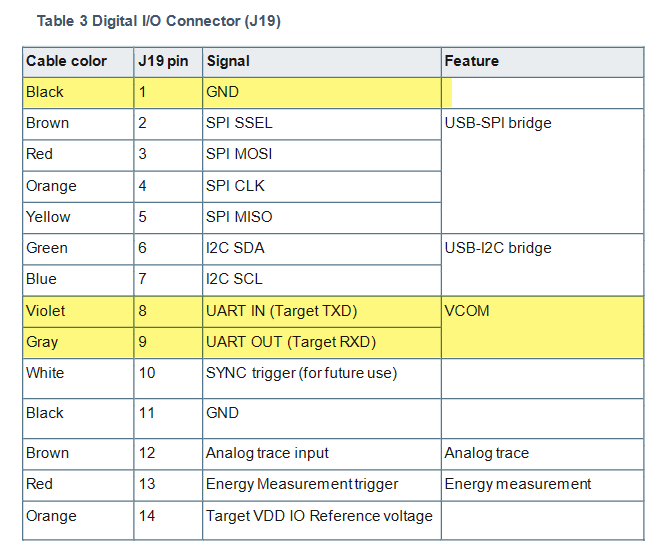 Table 3 Digital I/O Connector (J19)
Cable color J19 pin Signal Feature
Black 1 GND
Brown 2 SPI SSEL USB-SPI bridge
Red 3 SPI MOSI
Orange 4 SPI CLK
Yellow 5 SPI MISO
Green 6 I2C SDA USB-I2C bridge
Blue 7 I2C SCL
Violet 8 UART IN (Target TXD) VCOM
Gray 9 UART OUT (Target RXD)
White 10 SYNC trigger (for future use)
Black 11 GND
Brown 12 Analog trace input Analog trace
Red 13 Energy Measurement trigger Energy measurement
Orange 14 Target VDD IO Reference voltage